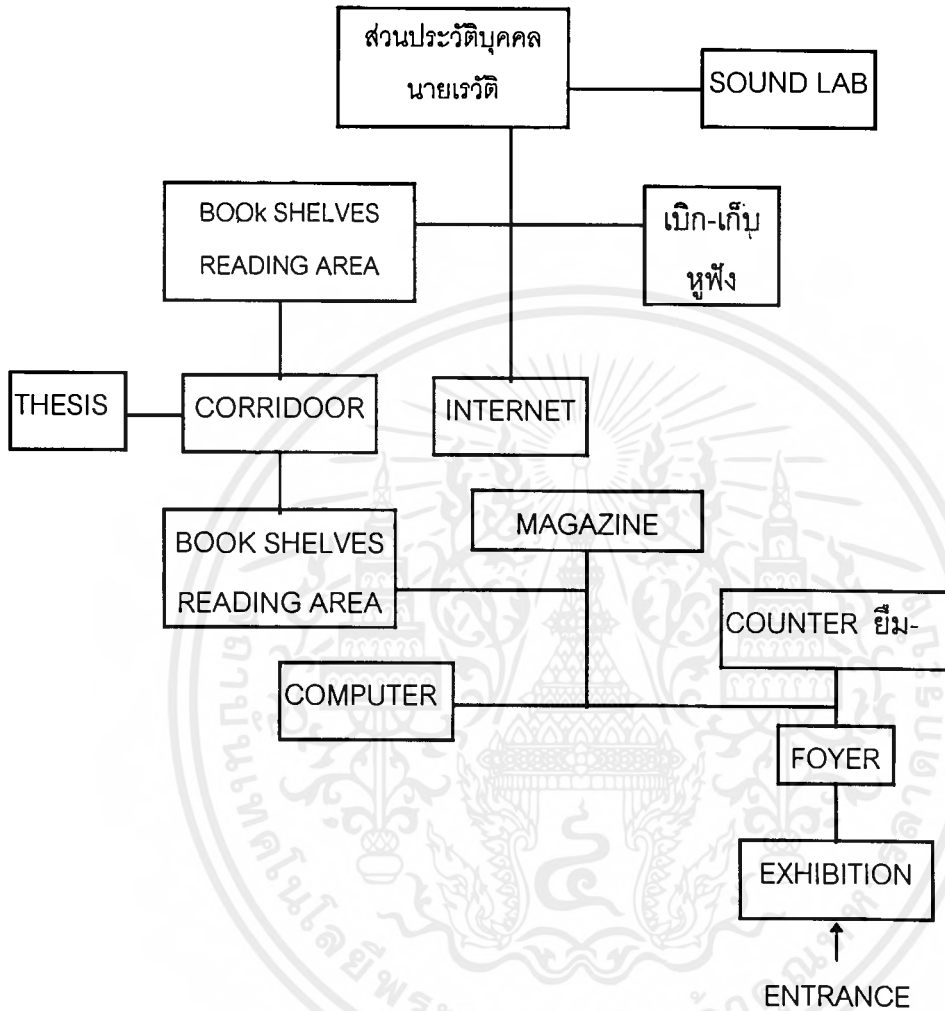 ส่วนประวัติบุคคล
นายเรวัติ
SOUND LAB
BOOk SHELVES
READING AREA
เบิก-เก็บ
หูฟัง
THESIS
CORRIDOOR
INTERNET
MAGAZINE
BOOK SHELVES
READING AREA
COUNTER ยืม-
COMPUTER
FOYER
EXHIBITION
ENTRANCE